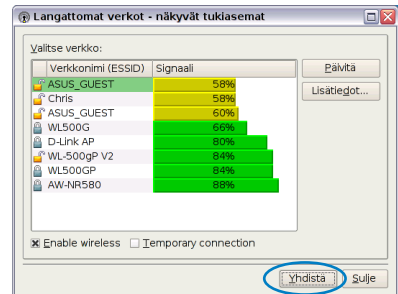 Langattomat verkot - näkyvät tukiasemat
Valitse verkko:
Verkkonimi (ESSID) Signaali
ASUS_GUEST 58%
Chris 58%
ASUS_GUEST 60%
WL500G 66%
D-Link AP 80%
WL-500gP V2 84%
WL500GP 84%
AW-NR580 88%
Päivitä
Lisätiedot...
Enable wireless Temporary connection
Yhdistä Sulje